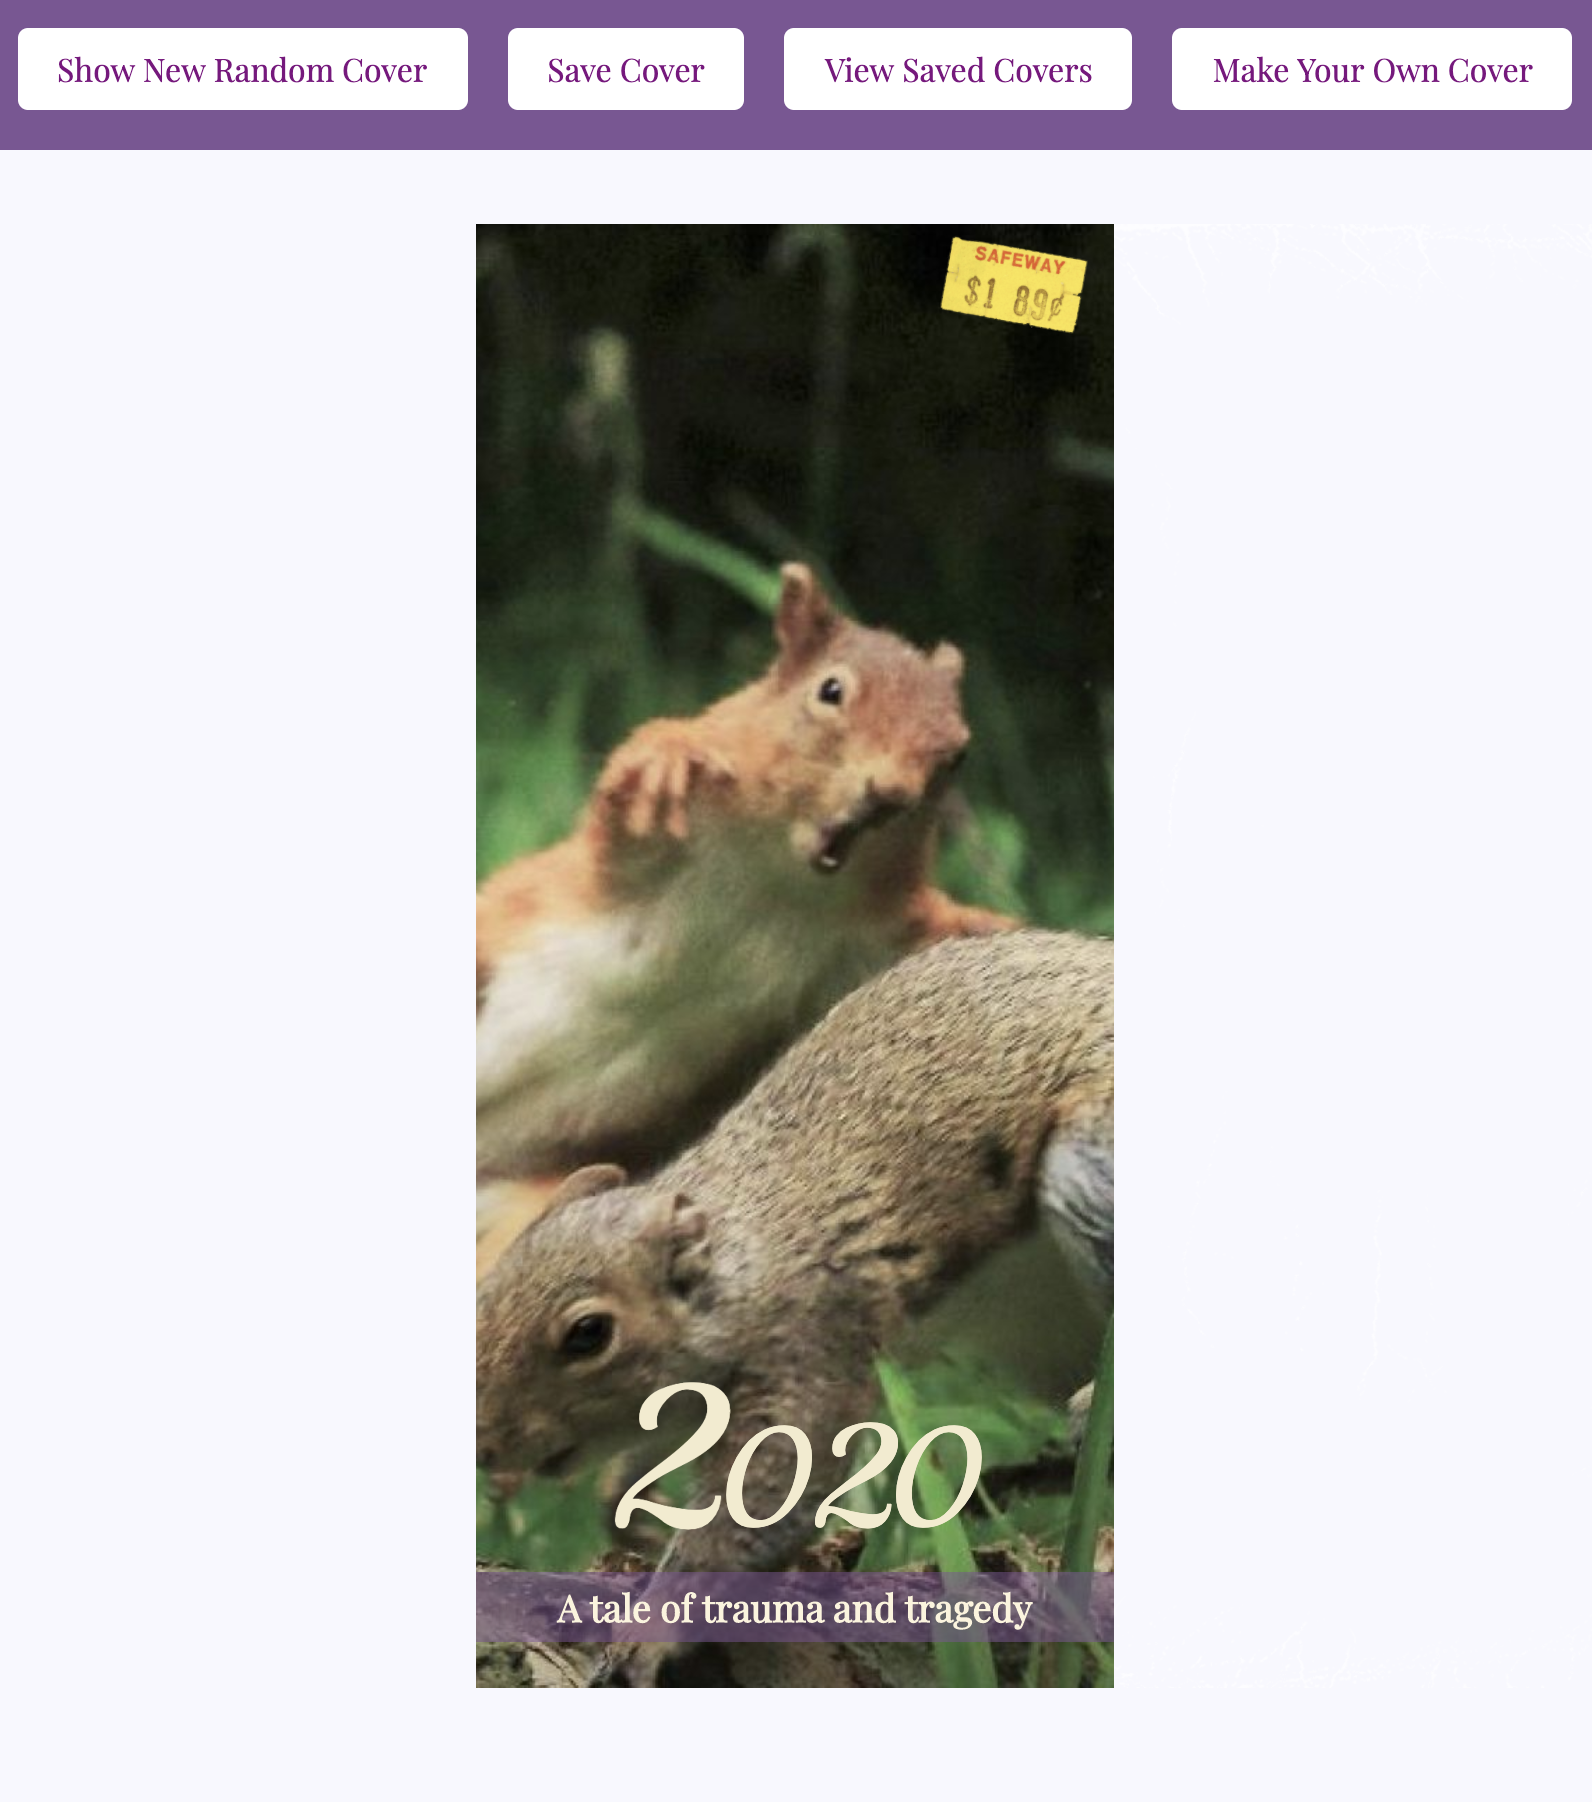 Show New Random Cover
Save Cover
View Saved Covers
Make Your Own Cover
SAFEWAY
$1 89¢
2020
A tale of trauma and tragedy